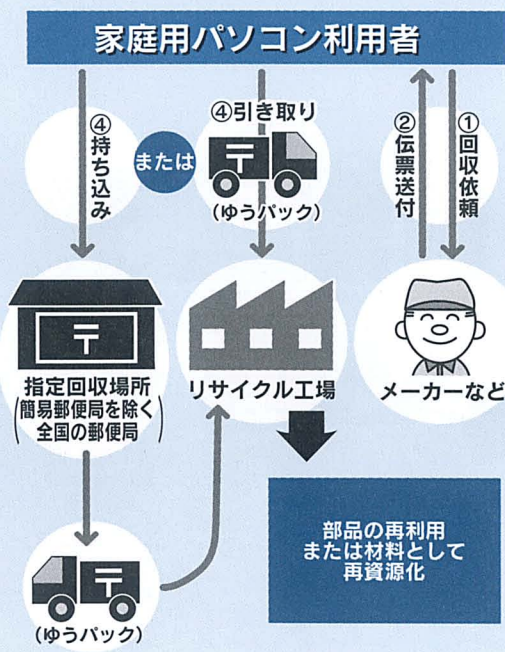 家庭用パソコン利用者
④持ち込み
または
④引き取り
〒
(ゆうパック)
②伝票送付
①回収依頼
〒
指定回収場所
(簡易郵便局を除く
全国の郵便局)
リサイクル工場
メーカーなど
〒
(ゆうパック)
部品の再利用
または材料として
再資源化